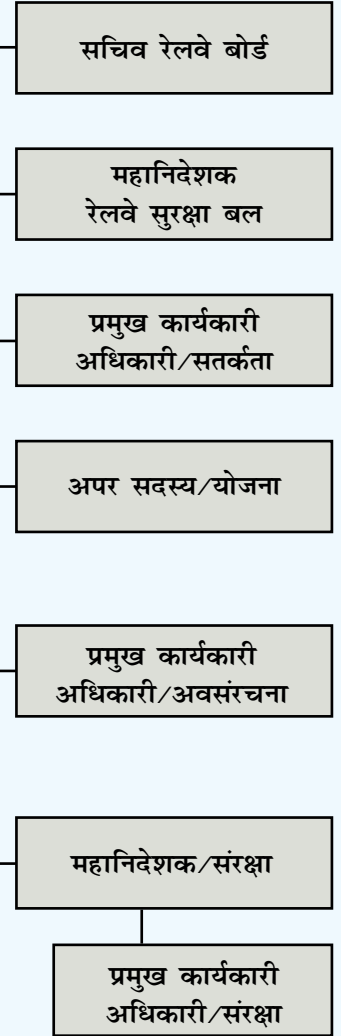 सचिव रेलवे बोर्ड
महानिदेशक
रेलवे सुरक्षा बल
प्रमुख कार्यकारी
अधिकारी/सतर्कता
अपर सदस्य/योजना
प्रमुख कार्यकारी
अधिकारी/अवसंरचना
महानिदेशक/संरक्षा
प्रमुख कार्यकारी
अधिकारी/संरक्षा